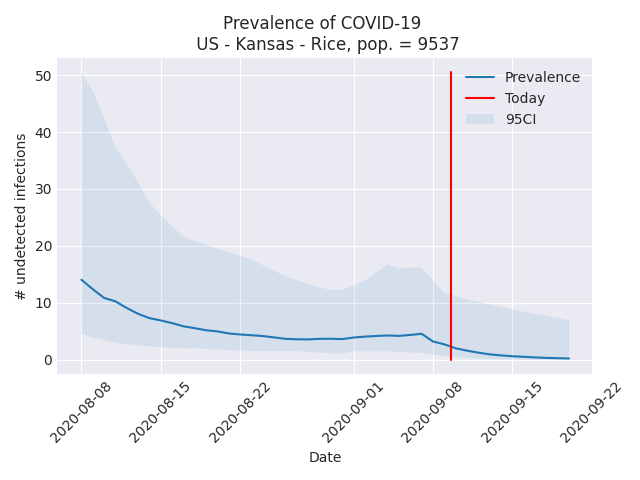 Prevalence of COVID-19
US - Kansas - Rice, pop. = 9537
Prevalence
Today
95CI
# undetected infections
50
40
30
20
10
0
2020-08-08
2020-08-15
2020-08-22
2020-09-01
2020-09-08
2020-09-15
2020-09-22
Date